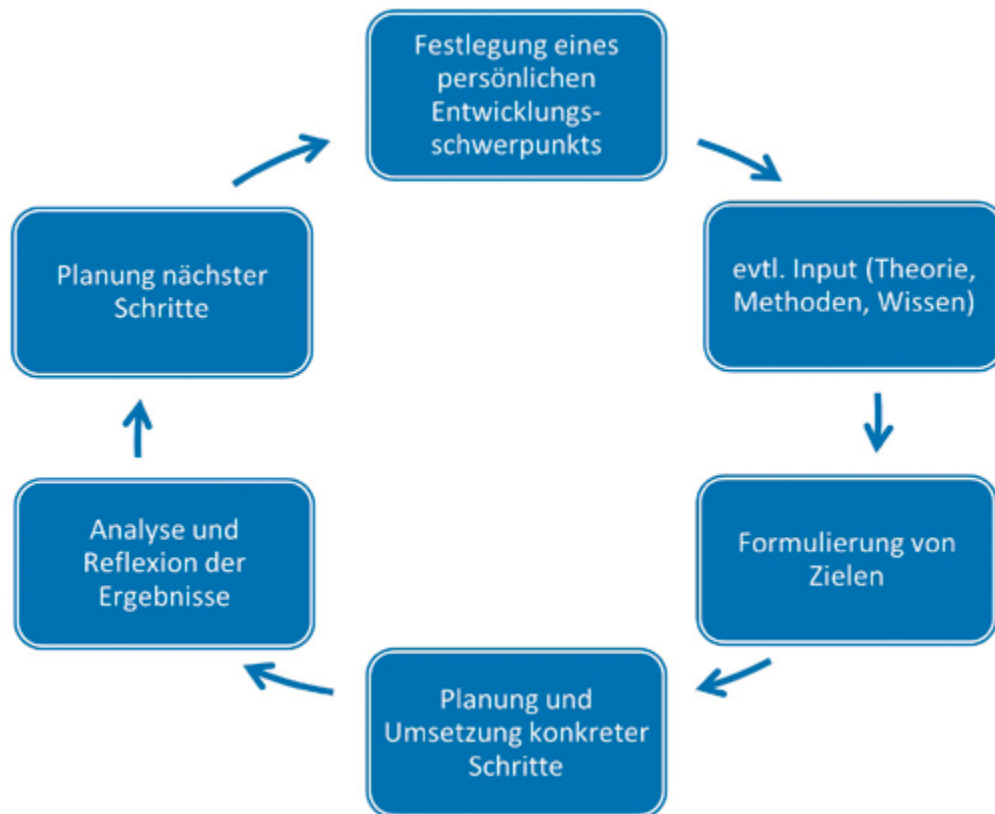 Festlegung eines
persönlichen
Entwicklungs-
schwerpunkts
evtl. Input (Theorie,
Methoden, Wissen)
Formulierung von
Zielen
Planung und
Umsetzung konkreter
Schritte
Analyse und
Reflexion der
Ergebnisse
Planung nächster
Schritte